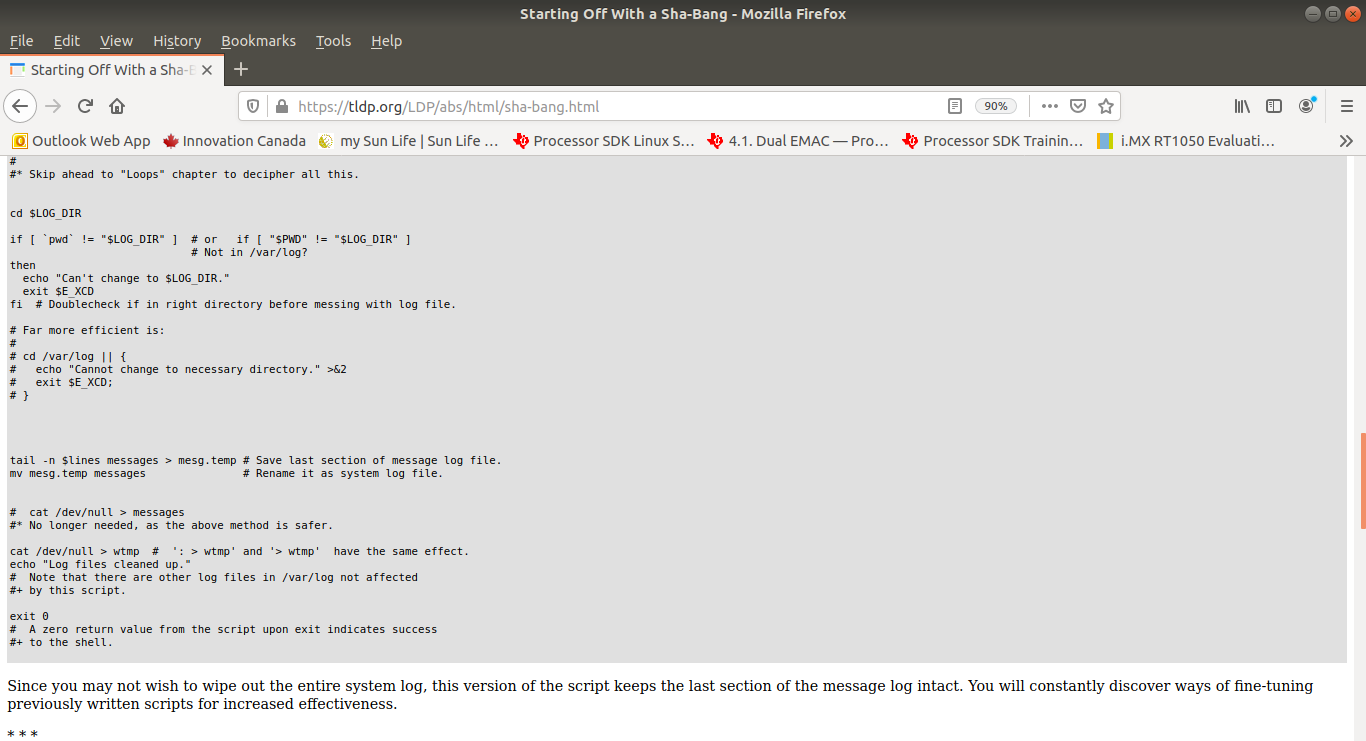 Starting Off With a Sha-Bang - Mozilla Firefox
File Edit View History Bookmarks Tools Help
Starting Off With a Sha-B
https://tldp.org/LDP/abs/html/sha-bang.html 90%
Outlook Web App Innovation Canada my Sun Life | Sun Life ... Processor SDK Linux S... 4.1. Dual EMAC — Pro... Processor SDK Trainin... i.MX RT1050 Evaluati...
#
#* Skip ahead to "Loops" chapter to decipher all this.
cd $LOG_DIR
if [ `pwd` != "$LOG_DIR" ]  # or   if [ "$PWD" != "$LOG_DIR" ]
# Not in /var/log?
then
echo "Can't change to $LOG_DIR."
exit $E_XCD
fi  # Doublecheck if in right directory before messing with log file.
# Far more efficient is:
#
# cd /var/log || {
#   echo "Cannot change to necessary directory." >&2
#   exit $E_XCD;
# }
tail -n $lines messages > mesg.temp # Save last section of message log file.
mv mesg.temp messages               # Rename it as system log file.
#  cat /dev/null > messages
#* No longer needed, as the above method is safer.
cat /dev/null > wtmp  #  ': > wtmp' and '> wtmp'  have the same effect.
echo "Log files cleaned up."
#  Note that there are other log files in /var/log not affected
#+ by this script.
exit 0
#  A zero return value from the script upon exit indicates success
#+ to the shell.
Since you may not wish to wipe out the entire system log, this version of the script keeps the last section of the message log intact. You will constantly discover ways of fine-tuning
previously written scripts for increased effectiveness.
* * *